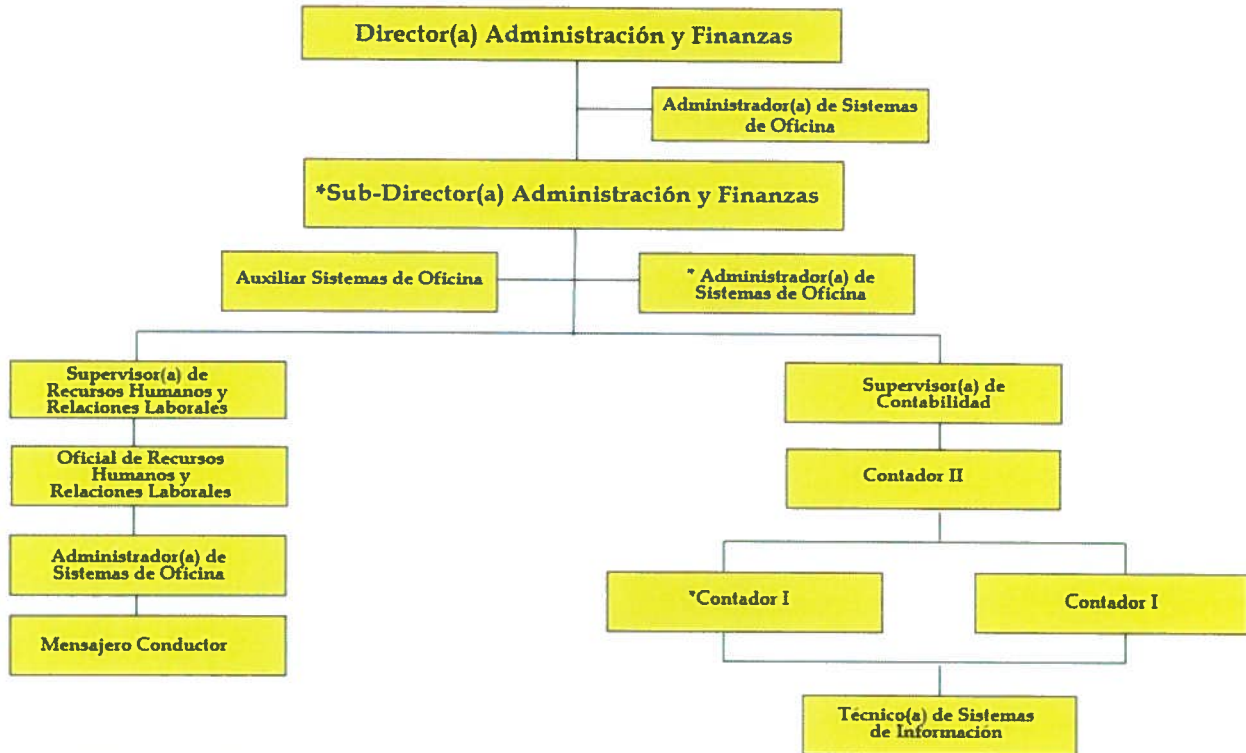 Director(a) Administración y Finanzas
Administrador(a) de Sistemas
de Oficina
*Sub-Director(a) Administración y Finanzas
Auxiliar Sistemas de Oficina
* Administrador(a) de
Sistemas de Oficina
Supervisor(a) de
Recursos Humanos y
Relaciones Laborales
Supervisor(a) de
Contabilidad
Oficial de Recursos
Humanos y
Relaciones Laborales
Contador II
Administrador(a) de
Sistemas de Oficina
*Contador I
Contador I
Mensajero Conductor
Técnico(a) de Sistemas
de Información